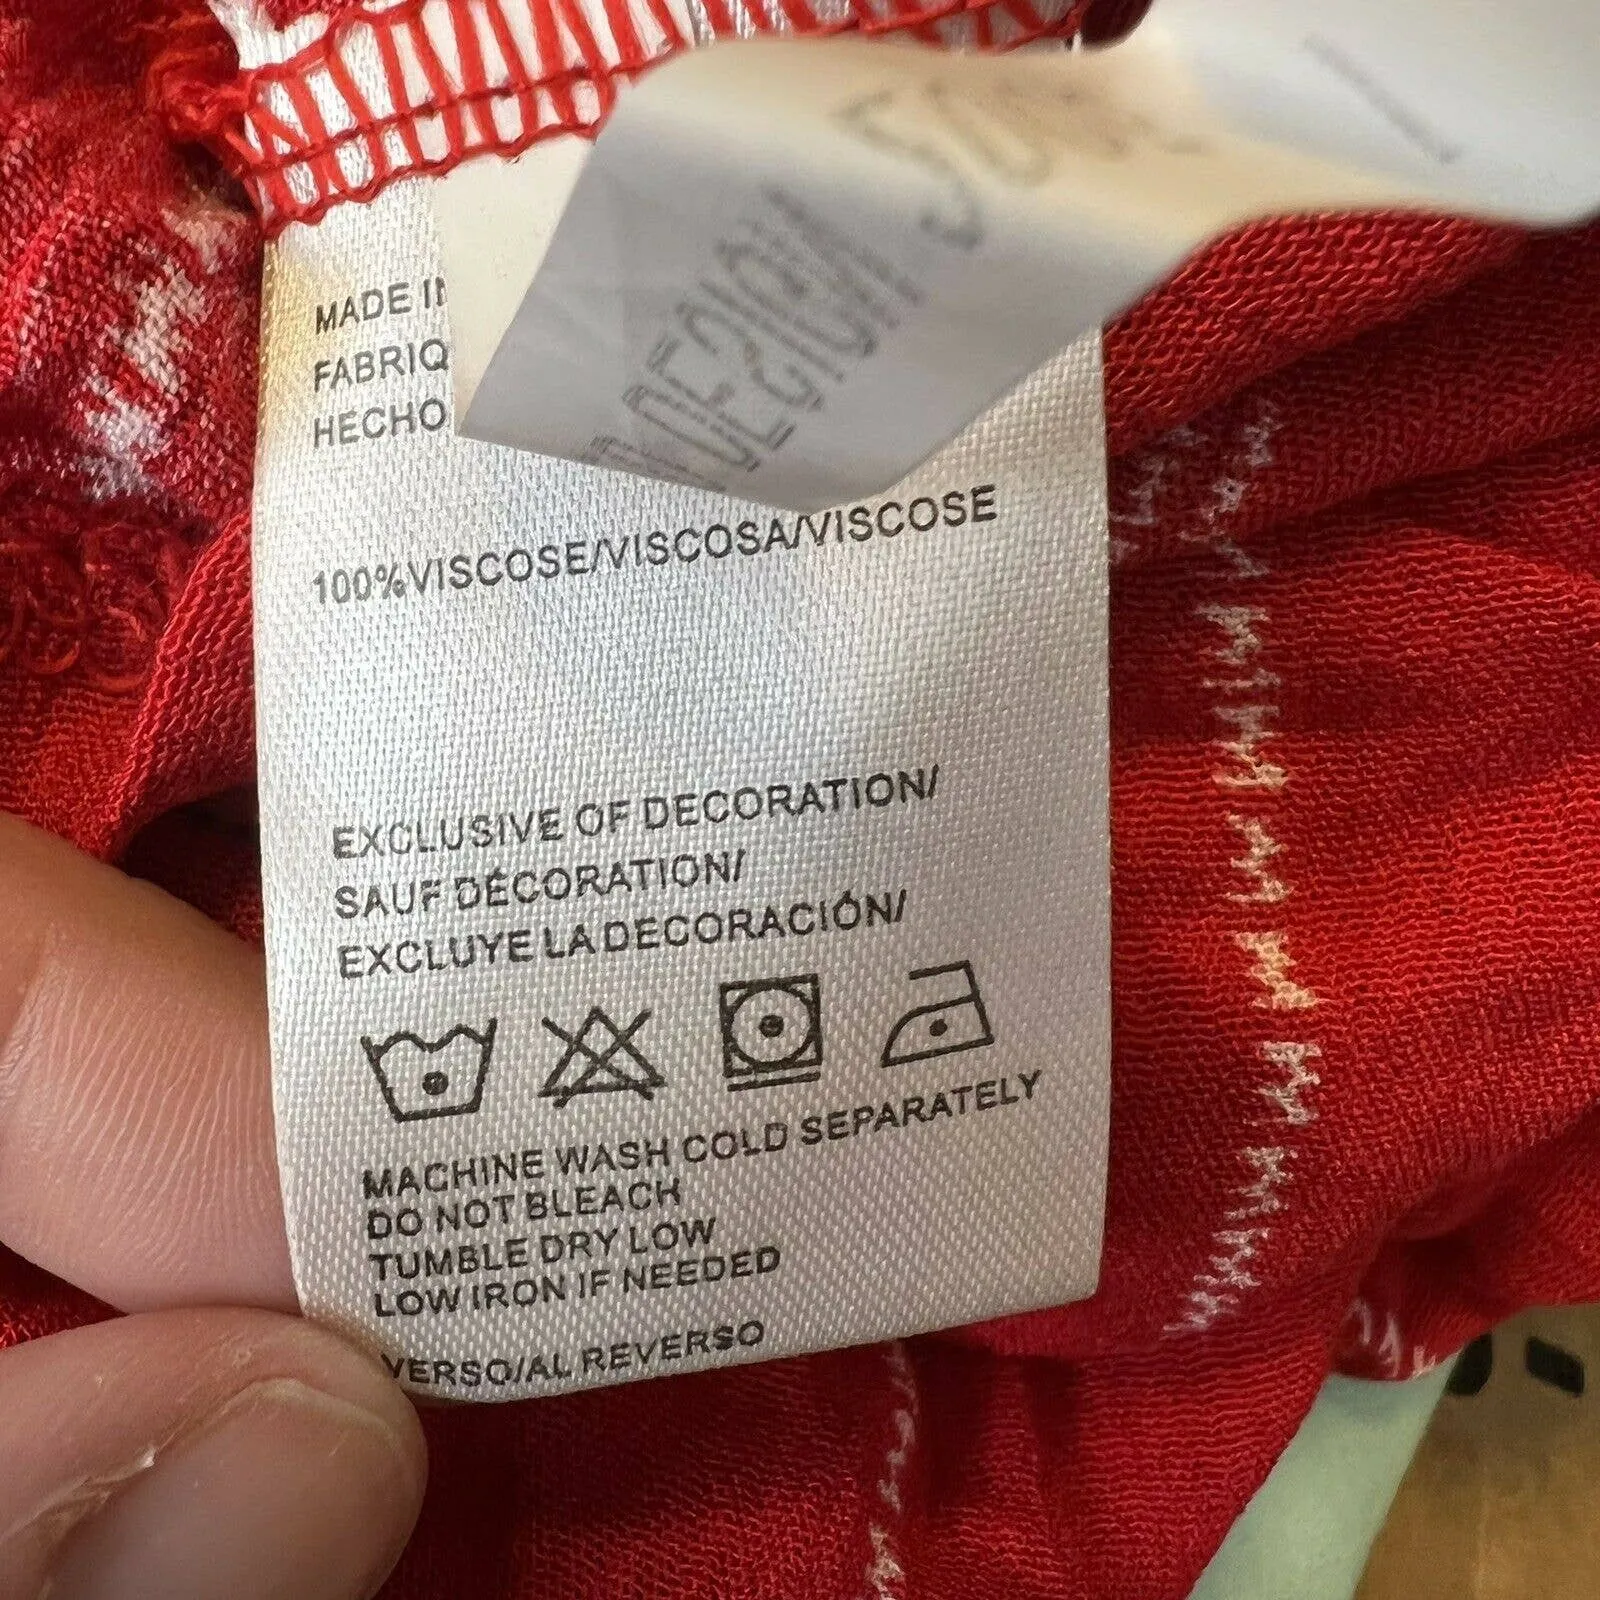 MADE IN
FABRIQ
HECHO
100%VISCOSE/VISCOSA/VISCOSE
EXCLUSIVE OF DECORATION/
SAUF DÉCORATION/
EXCLUYE LA DECORACIÓN/
MACHINE WASH COLD SEPARATELY
DO NOT BLEACH
TUMBLE DRY LOW
LOW IRON IF NEEDED
VERSO/AL REVERSO